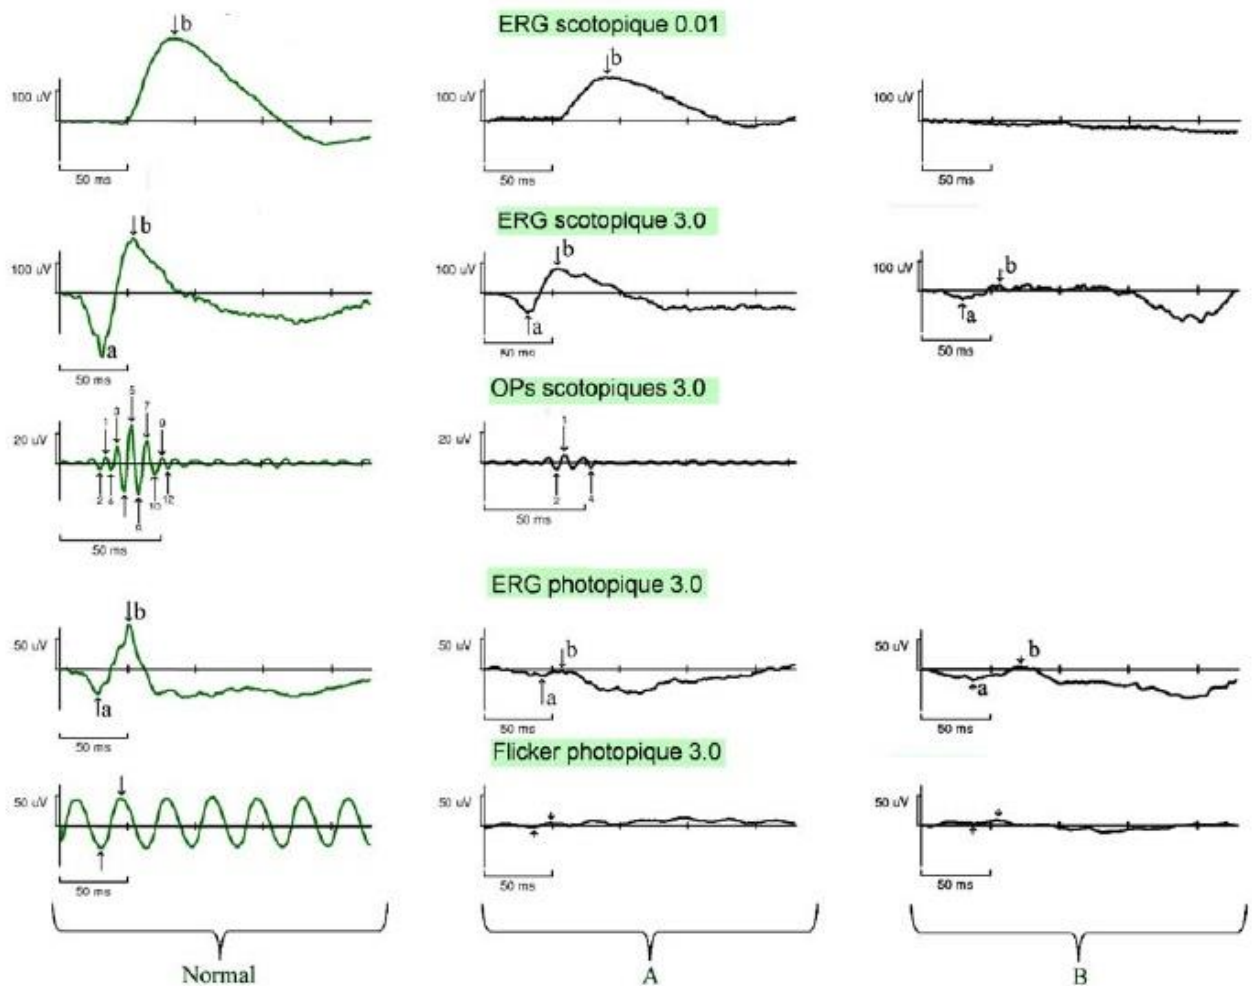 ERG scotopique 0.01
b
100 uV
50 ms
b
100 uV
50 ms
100 uV
50 ms
ERG scotopique 3.0
b
100 uV
a
50 ms
b
100 uV
a
50 ms
b
100 uV
a
50 ms
OPs scotopiques 3.0
5
3
7
1
9
20 uV
2
4
10
12
50 ms
1
20 uV
2
4
50 ms
ERG photopique 3.0
b
50 uV
a
50 ms
b
50 uV
a
50 ms
b
50 uV
a
50 ms
Flicker photopique 3.0
50 uV
50 ms
50 uV
50 ms
50 uV
50 ms
Normal
A
B